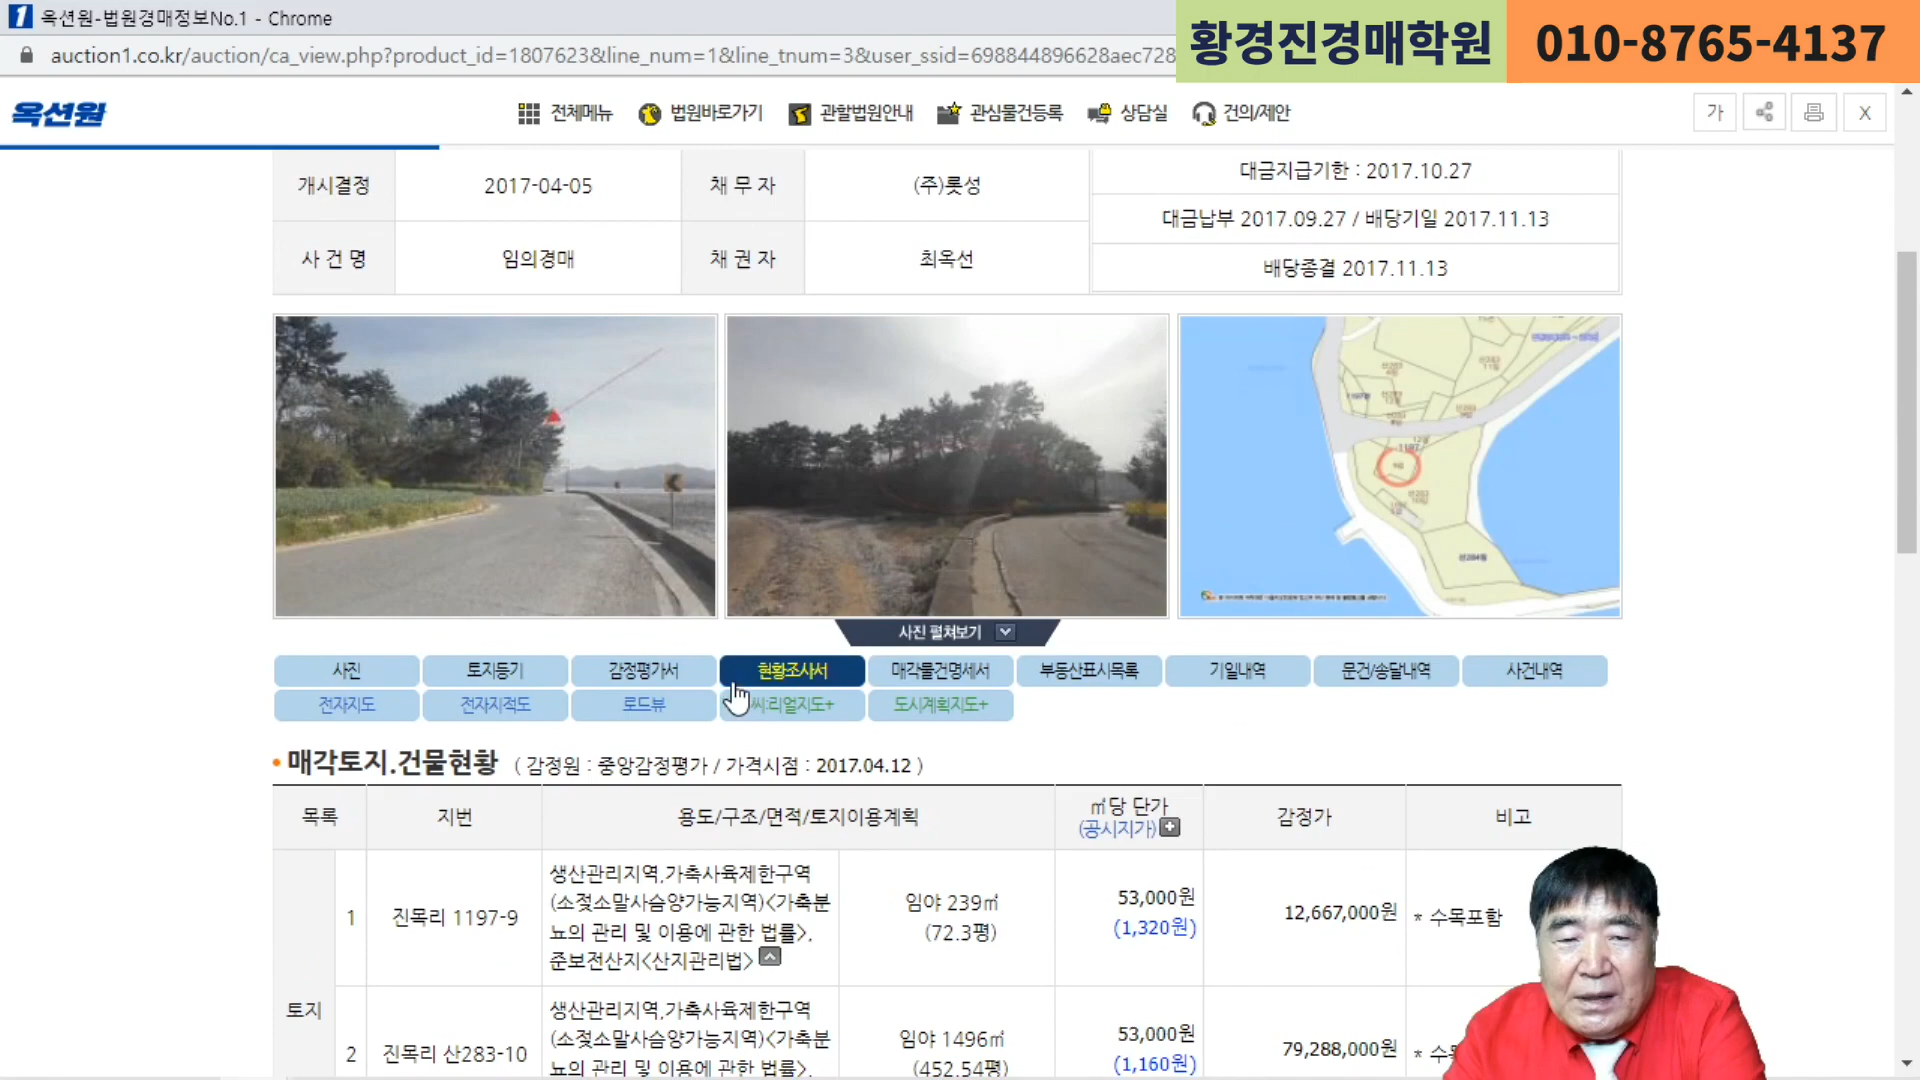 옥션원-법원경매정보No.1 - Chrome
auction1.co.kr/auction/ca_view.php?product_id=1807623&line_num=1&line_tnum=3&user_ssid=698844896628aec728
황경진경매학원 010-8765-4137
옥션원
전체메뉴 법원바로가기 관할법원안내 관심물건등록 상담실 건의/제안
가 X
개시결정 2017-04-05 채 무 자 (주)롯성
대금지급기한 : 2017.10.27
대금납부 2017.09.27 / 배당기일 2017.11.13
사 건 명 임의경매 채 권 자 최옥선
배당종결 2017.11.13
사진 펼쳐보기
사진 토지등기 감정평가서 현황조사서 매각물건명세서 부동산표시목록 기일내역 문건/송달내역 사건내역
전자지도 전자지적도 로드뷰 씨:리얼지도+ 도시계획지도+
• 매각토지.건물현황 ( 감정원 : 중앙감정평가 / 가격시점 : 2017.04.12 )
목록 지번 용도/구조/면적/토지이용계획 ㎡당 단가 감정가 비고
(공시지가)
토지
1 진목리 1197-9
생산관리지역,가축사육제한구역
(소젖소말사슴양가능지역)<가축분
뇨의 관리 및 이용에 관한 법률>,
준보전산지<산지관리법>
임야 239㎡
(72.3평)
53,000원
(1,320원)
12,667,000원 * 수목포함
2 진목리 산283-10
생산관리지역,가축사육제한구역
(소젖소말사슴양가능지역)<가축분
뇨의 관리 및 이용에 관한 법률>,
임야 1496㎡
(452.54평)
53,000원
(1,160원)
79,288,000원 * 수